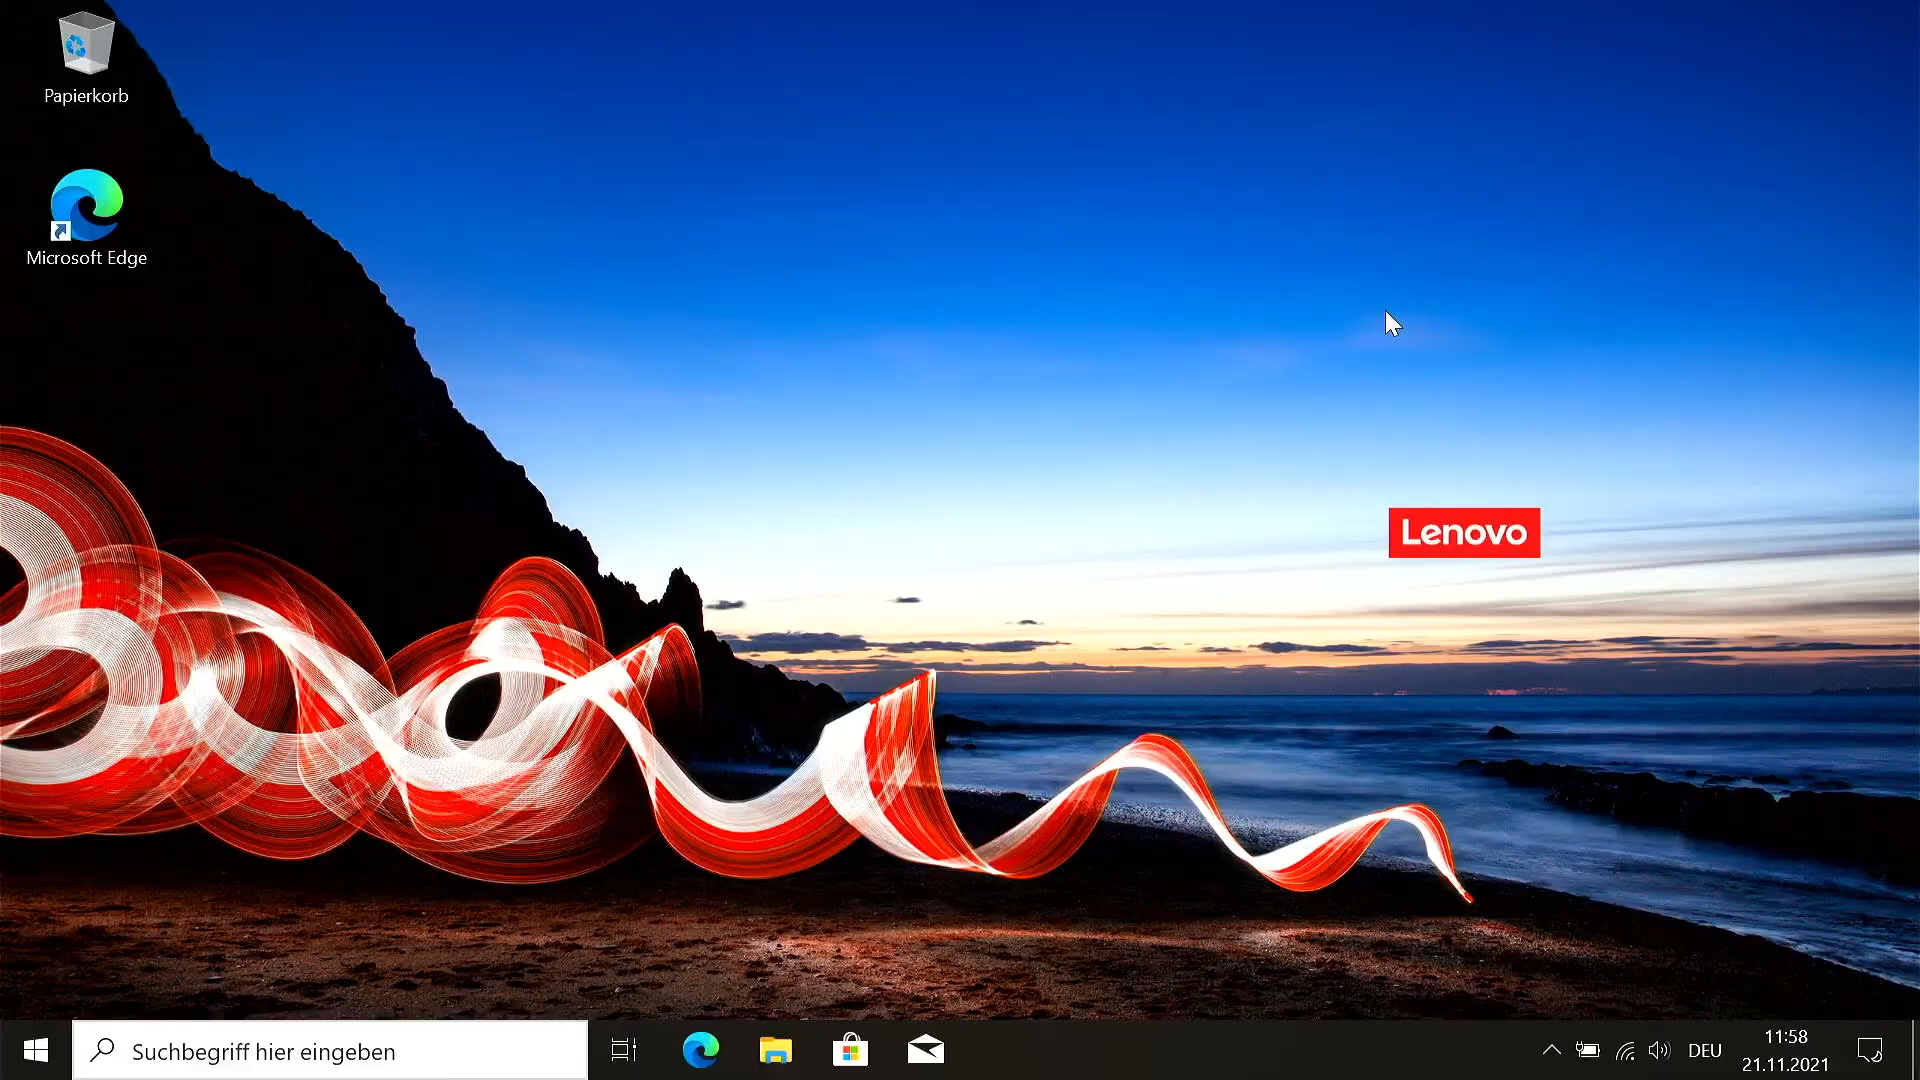 Papierkorb
Microsoft Edge
Lenovo
Suchbegriff hier eingeben
DEU
11:58
21.11.2021